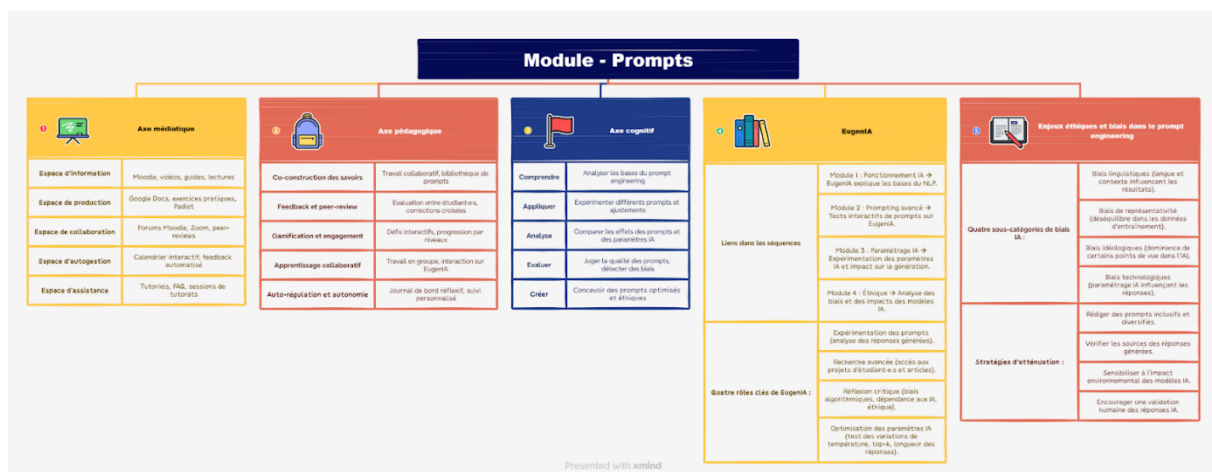 Module - Prompts
1
Axe médiatique
Espace d'information
Moodle, vidéos, guides, lectures
Espace de production
Google Docs, exercices pratiques,
Padlet
Espace de collaboration
Forums Moodle, Zoom, peer-
reviews
Espace d'autogestion
Calendrier interactif, feedback
automatisé
Espace d'assistance
Tutoriels, FAQ, sessions de
tutorats
2
Axe pédagogique
Co-construction des savoirs
Travail collaboratif, bibliothèque de
prompts
Feedback et peer-review
Évaluation entre étudiant·es,
corrections croisées
Gamification et engagement
Défis interactifs, progression par
niveaux
Apprentissage collaboratif
Travail en groupe, interaction sur
EugenIA
Auto-régulation et autonomie
Journal de bord réflexif, suivi
personnalisé
3
Axe cognitif
Comprendre
Analyser les bases du prompt
engineering
Appliquer
Expérimenter différents prompts et
ajustements
Analyse
Comparer les effets des prompts et
des paramètres IA
Evaluer
Juger la qualité des prompts,
détecter des biais
Créer
Concevoir des prompts optimisés
et éthiques
4
EugenIA
Liens dans les séquences
Module 1 : Fonctionnement IA →
EugenIA explique les bases du NLP.
Module 2 : Prompting avancé →
Tests interactifs de prompts sur
EugenIA.
Module 3 : Paramétrage IA →
Expérimentation des paramètres
IA et impact sur la génération.
Module 4 : Éthique → Analyse des
biais et des impacts des modèles
IA.
Quatre rôles clés de EugenIA :
Expérimentation des prompts
(analyse des réponses générées).
Recherche avancée (accès aux
projets d'étudiant·e·s et articles).
Réflexion critique (biais
algorithmiques, dépendance aux IA,
éthique).
Optimisation des paramètres IA
(test des variations de
température, top-k, longueur des
réponses).
5
Enjeux éthiques et biais dans le prompt
engineering
Quatre sous-catégories de biais
IA :
Biais linguistiques (langue et
contexte influencent les
résultats).
Biais de représentativité
(déséquilibre dans les données
d'entraînement).
Biais idéologiques (dominance de
certains points de vue dans l'IA).
Biais technologiques
(paramétrage IA influençant les
réponses).
Stratégies d'atténuation :
Rédiger des prompts inclusifs et
diversifiés.
Vérifier les sources des réponses
générées.
Sensibiliser à l'impact
environnemental des modèles IA.
Encourager une validation
humaine des réponses IA.
Presented with xmind